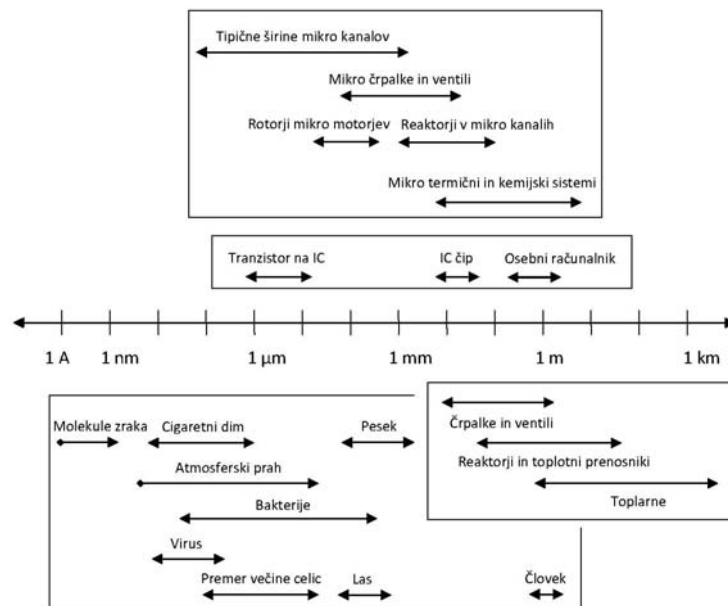 Tipične širine mikro kanalov
Mikro črpalke in ventili
Rotorji mikro motorjev Reaktorji v mikro kanalih
Mikro termični in kemijski sistemi
Tranzistor na IC IC čip Osebni računalnik
1 A 1 nm 1 µm 1 mm 1 m 1 km
Molekule zraka Cigaretni dim Pesek
Črpalke in ventili
Atmosferski prah
Reaktorji in toplotni prenosniki
Bakterije
Toplarne
Virus
Premer večine celic Las Človek